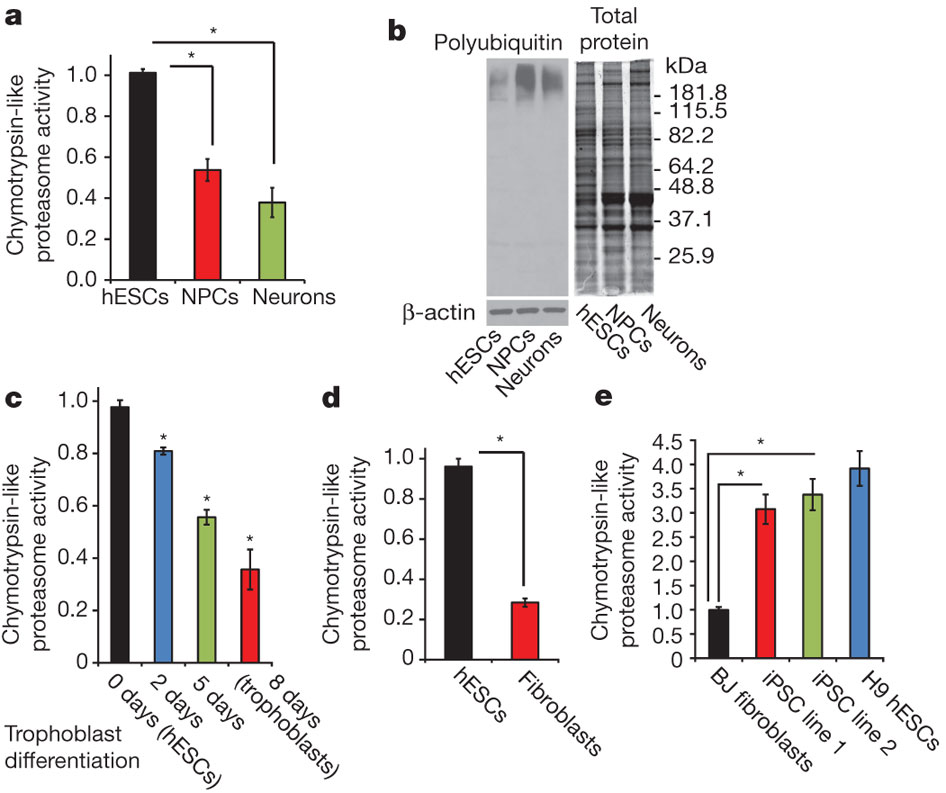 a
Chymotrypsin-like
proteasome activity
1.0
0.8
0.6
0.4
0.2
0.0
*
*
hESCs
NPCs
Neurons
b
Polyubiquitin
Total
protein
kDa
181.8
115.5
82.2
64.2
48.8
37.1
25.9
β-actin
hESCs
NPCs
Neurons
hESCs
NPCs
Neurons
c
Chymotrypsin-like
proteasome activity
1.0
0.8
0.6
0.4
0.2
0
*
*
*
0 days (hESCs)
2 days
5 days
8 days
(trophoblasts)
Trophoblast
differentiation
d
Chymotrypsin-like
proteasome activity
1.0
0.8
0.6
0.4
0.2
0
*
hESCs
Fibroblasts
e
Chymotrypsin-like
proteasome activity
4.5
4.0
3.5
3.0
2.5
2.0
1.5
1.0
0.5
0
*
*
BJ fibroblasts
iPSC line 1
iPSC line 2
H9 hESCs